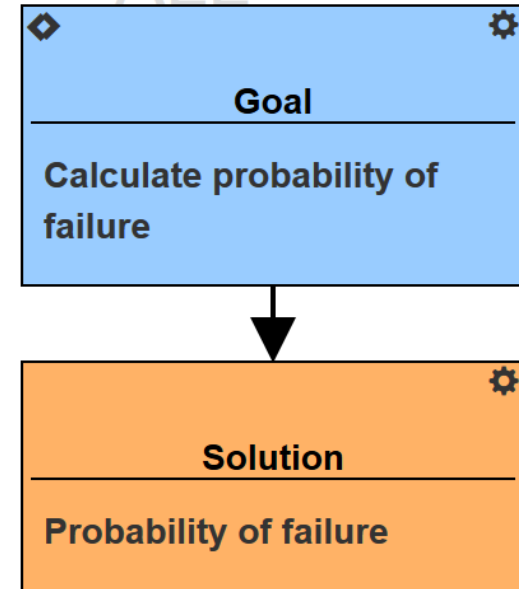 Goal
Calculate probability of
failure
Solution
Probability of failure